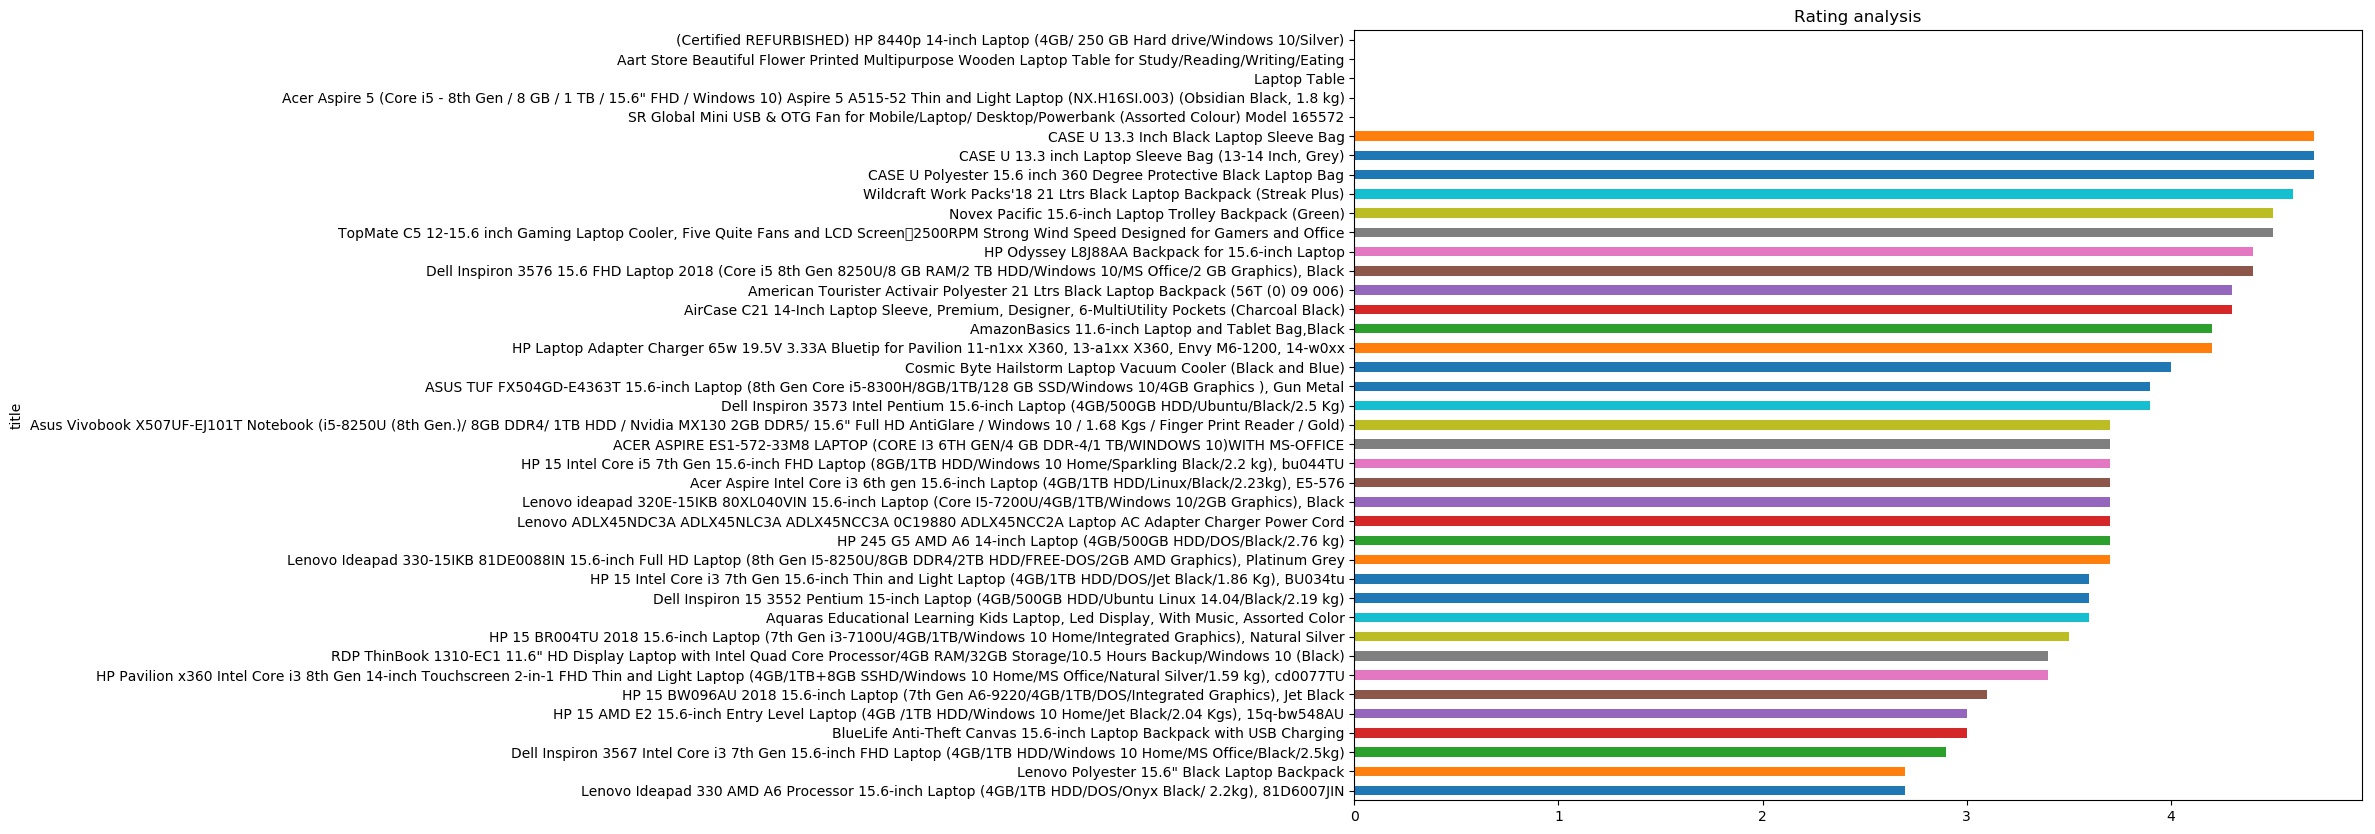 Rating analysis
(Certified REFURBISHED) HP 8440p 14-inch Laptop (4GB/ 250 GB Hard drive/Windows 10/Silver)
Aart Store Beautiful Flower Printed Multipurpose Wooden Laptop Table for Study/Reading/Writing/Eating
Laptop Table
Acer Aspire 5 (Core i5 - 8th Gen / 8 GB / 1 TB / 15.6" FHD / Windows 10) Aspire 5 A515-52 Thin and Light Laptop (NX.H16SI.003) (Obsidian Black, 1.8 kg)
SR Global Mini USB & OTG Fan for Mobile/Laptop/ Desktop/Powerbank (Assorted Colour) Model 165572
CASE U 13.3 Inch Black Laptop Sleeve Bag
CASE U 13.3 inch Laptop Sleeve Bag (13-14 Inch, Grey)
CASE U Polyester 15.6 inch 360 Degree Protective Black Laptop Bag
Wildcraft Work Packs'18 21 Ltrs Black Laptop Backpack (Streak Plus)
Novex Pacific 15.6-inch Laptop Trolley Backpack (Green)
TopMate C5 12-15.6 inch Gaming Laptop Cooler, Five Quite Fans and LCD Screen▯2500RPM Strong Wind Speed Designed for Gamers and Office
HP Odyssey L8J88AA Backpack for 15.6-inch Laptop
Dell Inspiron 3576 15.6 FHD Laptop 2018 (Core i5 8th Gen 8250U/8 GB RAM/2 TB HDD/Windows 10/MS Office/2 GB Graphics), Black
American Tourister Activair Polyester 21 Ltrs Black Laptop Backpack (56T (0) 09 006)
AirCase C21 14-Inch Laptop Sleeve, Premium, Designer, 6-MultiUtility Pockets (Charcoal Black)
AmazonBasics 11.6-inch Laptop and Tablet Bag,Black
HP Laptop Adapter Charger 65w 19.5V 3.33A Bluetip for Pavilion 11-n1xx X360, 13-a1xx X360, Envy M6-1200, 14-w0xx
Cosmic Byte Hailstorm Laptop Vacuum Cooler (Black and Blue)
ASUS TUF FX504GD-E4363T 15.6-inch Laptop (8th Gen Core i5-8300H/8GB/1TB/128 GB SSD/Windows 10/4GB Graphics ), Gun Metal
Dell Inspiron 3573 Intel Pentium 15.6-inch Laptop (4GB/500GB HDD/Ubuntu/Black/2.5 Kg)
Asus Vivobook X507UF-EJ101T Notebook (i5-8250U (8th Gen.)/ 8GB DDR4/ 1TB HDD / Nvidia MX130 2GB DDR5/ 15.6" Full HD AntiGlare / Windows 10 / 1.68 Kgs / Finger Print Reader / Gold)
ACER ASPIRE ES1-572-33M8 LAPTOP (CORE I3 6TH GEN/4 GB DDR-4/1 TB/WINDOWS 10)WITH MS-OFFICE
HP 15 Intel Core i5 7th Gen 15.6-inch FHD Laptop (8GB/1TB HDD/Windows 10 Home/Sparkling Black/2.2 kg), bu044TU
Acer Aspire Intel Core i3 6th gen 15.6-inch Laptop (4GB/1TB HDD/Linux/Black/2.23kg), E5-576
Lenovo ideapad 320E-15IKB 80XL040VIN 15.6-inch Laptop (Core I5-7200U/4GB/1TB/Windows 10/2GB Graphics), Black
Lenovo ADLX45NDC3A ADLX45NLC3A ADLX45NCC3A 0C19880 ADLX45NCC2A Laptop AC Adapter Charger Power Cord
HP 245 G5 AMD A6 14-inch Laptop (4GB/500GB HDD/DOS/Black/2.76 kg)
Lenovo Ideapad 330-15IKB 81DE0088IN 15.6-inch Full HD Laptop (8th Gen I5-8250U/8GB DDR4/2TB HDD/FREE-DOS/2GB AMD Graphics), Platinum Grey
HP 15 Intel Core i3 7th Gen 15.6-inch Thin and Light Laptop (4GB/1TB HDD/DOS/Jet Black/1.86 Kg), BU034tu
Dell Inspiron 15 3552 Pentium 15-inch Laptop (4GB/500GB HDD/Ubuntu Linux 14.04/Black/2.19 kg)
Aquaras Educational Learning Kids Laptop, Led Display, With Music, Assorted Color
HP 15 BR004TU 2018 15.6-inch Laptop (7th Gen i3-7100U/4GB/1TB/Windows 10 Home/Integrated Graphics), Natural Silver
RDP ThinBook 1310-EC1 11.6" HD Display Laptop with Intel Quad Core Processor/4GB RAM/32GB Storage/10.5 Hours Backup/Windows 10 (Black)
HP Pavilion x360 Intel Core i3 8th Gen 14-inch Touchscreen 2-in-1 FHD Thin and Light Laptop (4GB/1TB+8GB SSHD/Windows 10 Home/MS Office/Natural Silver/1.59 kg), cd0077TU
HP 15 BW096AU 2018 15.6-inch Laptop (7th Gen A6-9220/4GB/1TB/DOS/Integrated Graphics), Jet Black
HP 15 AMD E2 15.6-inch Entry Level Laptop (4GB /1TB HDD/Windows 10 Home/Jet Black/2.04 Kgs), 15q-bw548AU
BlueLife Anti-Theft Canvas 15.6-inch Laptop Backpack with USB Charging
Dell Inspiron 3567 Intel Core i3 7th Gen 15.6-inch FHD Laptop (4GB/1TB HDD/Windows 10 Home/MS Office/Black/2.5kg)
Lenovo Polyester 15.6" Black Laptop Backpack
Lenovo Ideapad 330 AMD A6 Processor 15.6-inch Laptop (4GB/1TB HDD/DOS/Onyx Black/ 2.2kg), 81D6007JIN
title
0 1 2 3 4